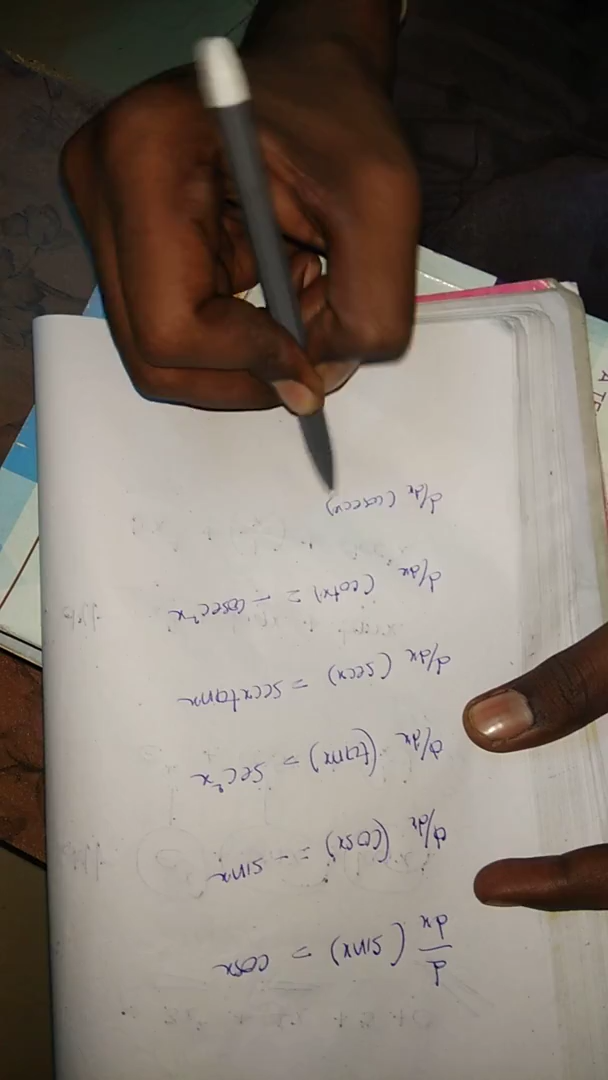 d/dx (sinx) = cosx
d/dx (cosx) = - sinx
d/dx (tanx) = sec²x
d/dx (secx) = secxtanx
d/dx (cotx) = - cosec²x
d/dx (cosecx)